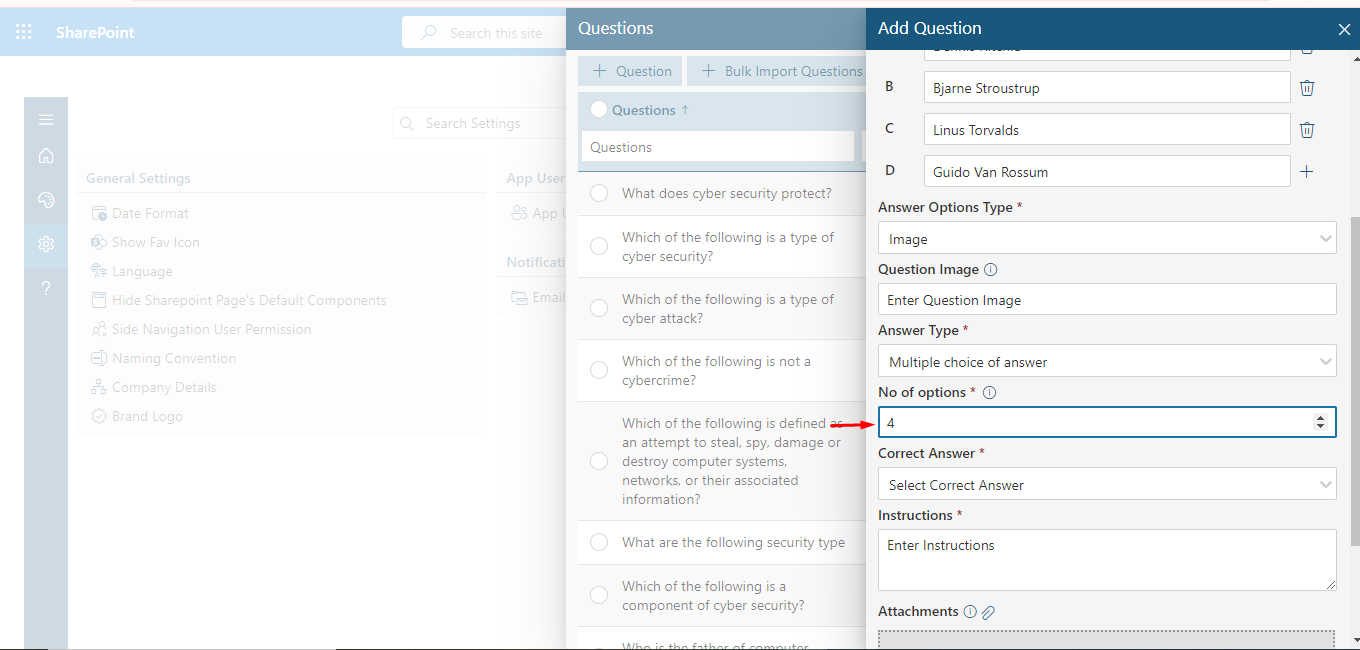 SharePoint
Search this site
Search Settings
General Settings
Date Format
Show Fav Icon
Language
Hide Sharepoint Page's Default Components
Side Navigation User Permission
Naming Convention
Company Details
Brand Logo
App User
App U
Notificati
Email
Questions
Question
Bulk Import Questions
Questions ↑
Questions
What does cyber security protect?
Which of the following is a type of
cyber security?
Which of the following is a type of
cyber attack?
Which of the following is not a
cybercrime?
Which of the following is defined as
an attempt to steal, spy, damage or
destroy computer systems,
networks, or their associated
information?
What are the following security type
Which of the following is a
component of cyber security?
Who is the father of computer
Add Question
Dennis Ritchie
B
Bjarne Stroustrup
C
Linus Torvalds
D
Guido Van Rossum
Answer Options Type *
Image
Question Image
Enter Question Image
Answer Type *
Multiple choice of answer
No of options *
4
Correct Answer *
Select Correct Answer
Instructions *
Enter Instructions
Attachments